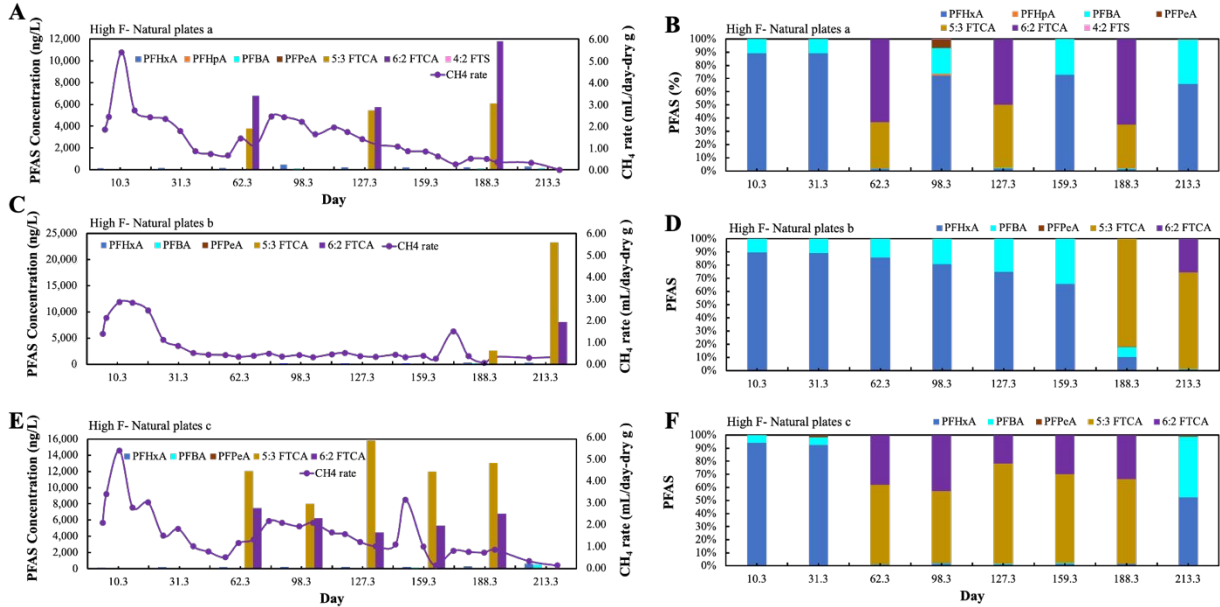 A
High F- Natural plates a
PFAS Concentration (ng/L)
12,000
10,000
8,000
6,000
4,000
2,000
0
PFHxA PFHpA PFBA PFPeA 5:3 FTCA 6:2 FTCA 4:2 FTS
CH4 rate
6.00
5.00
4.00
3.00
2.00
1.00
0.00
CH4 rate (mL/day-dry g )
10.3 31.3 62.3 98.3 127.3 159.3 188.3 213.3
Day
B
High F- Natural plates a
PFHxA PFHpA PFBA PFPeA
5:3 FTCA 6:2 FTCA 4:2 FTS
PFAS (%)
100%
90%
80%
70%
60%
50%
40%
30%
20%
10%
0%
10.3 31.3 62.3 98.3 127.3 159.3 188.3 213.3
C
High F- Natural plates b
PFAS Concentration (ng/L)
25,000
20,000
15,000
10,000
5,000
0
PFHxA PFBA PFPeA 5:3 FTCA 6:2 FTCA CH4 rate
6.00
5.00
4.00
3.00
2.00
1.00
0.00
CH4 rate (mL/day-dry g )
10.3 31.3 62.3 98.3 127.3 159.3 188.3 213.3
D
High F- Natural plates b
PFHxA PFBA PFPeA 5:3 FTCA 6:2 FTCA
PFAS
100%
90%
80%
70%
60%
50%
40%
30%
20%
10%
0%
10.3 31.3 62.3 98.3 127.3 159.3 188.3 213.3
E
High F- Natural plates c
PFAS Concentration (ng/L)
16,000
14,000
12,000
10,000
8,000
6,000
4,000
2,000
0
PFHxA PFBA PFPeA 5:3 FTCA 6:2 FTCA
CH4 rate
6.00
5.00
4.00
3.00
2.00
1.00
0.00
CH4 rate (mL/day-dry g )
10.3 31.3 62.3 98.3 127.3 159.3 188.3 213.3
Day
F
High F- Natural plates c
PFHxA PFBA PFPeA 5:3 FTCA 6:2 FTCA
PFAS
100%
90%
80%
70%
60%
50%
40%
30%
20%
10%
0%
10.3 31.3 62.3 98.3 127.3 159.3 188.3 213.3
Day